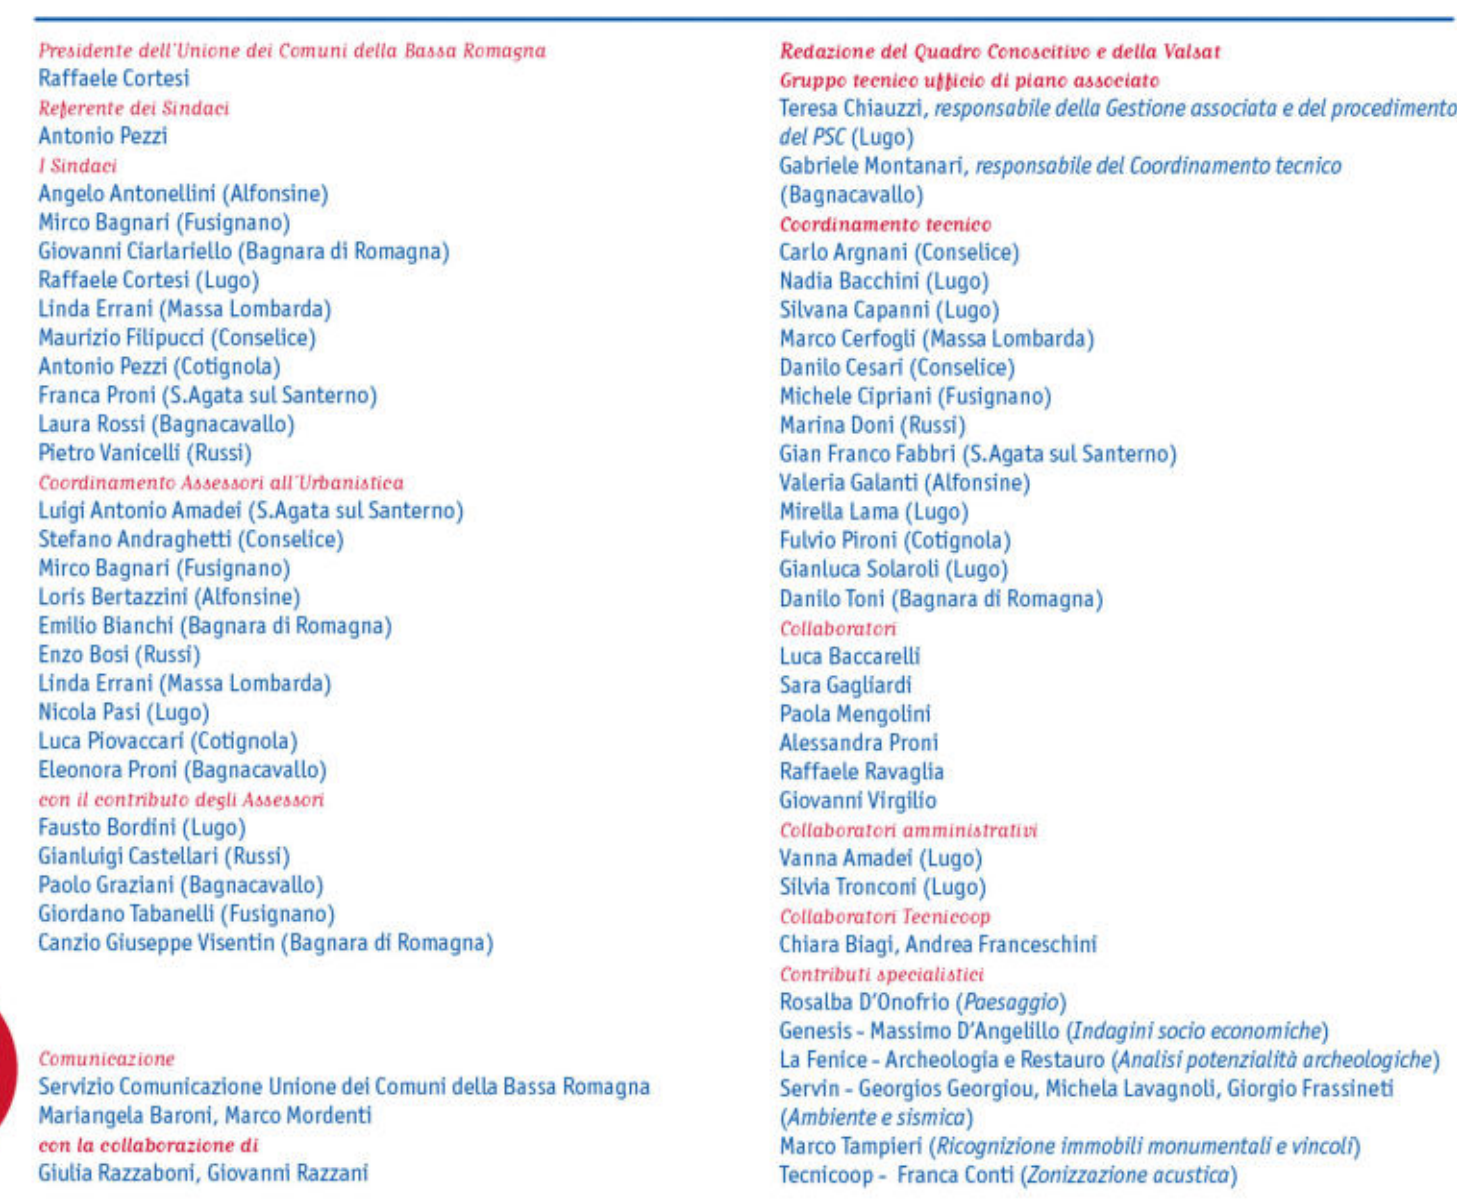 Presidente dell'Unione dei Comuni della Bassa Romagna
Raffaele Cortesi
Referente dei Sindaci
Antonio Pezzi
I Sindaci
Angelo Antonellini (Alfonsine)
Mirco Bagnari (Fusignano)
Giovanni Ciarlariello (Bagnara di Romagna)
Raffaele Cortesi (Lugo)
Linda Errani (Massa Lombarda)
Maurizio Filipucci (Conselice)
Antonio Pezzi (Cotignola)
Franca Proni (S.Agata sul Santerno)
Laura Rossi (Bagnacavallo)
Pietro Vanicelli (Russi)
Coordinamento Assessori all'Urbanistica
Luigi Antonio Amadei (S.Agata sul Santerno)
Stefano Andraghetti (Conselice)
Mirco Bagnari (Fusignano)
Loris Bertazzini (Alfonsine)
Emilio Bianchi (Bagnara di Romagna)
Enzo Bosi (Russi)
Linda Errani (Massa Lombarda)
Nicola Pasi (Lugo)
Luca Piovaccari (Cotignola)
Eleonora Proni (Bagnacavallo)
con il contributo degli Assessori
Fausto Bordini (Lugo)
Gianluigi Castellari (Russi)
Paolo Graziani (Bagnacavallo)
Giordano Tabanelli (Fusignano)
Canzio Giuseppe Visentin (Bagnara di Romagna)
Comunicazione
Servizio Comunicazione Unione dei Comuni della Bassa Romagna
Mariangela Baroni, Marco Mordenti
con la collaborazione di
Giulia Razzaboni, Giovanni Razzani
Redazione del Quadro Conoscitivo e della Valsat
Gruppo tecnico ufficio di piano associato
Teresa Chiauzzi, responsabile della Gestione associata e del procedimento
del PSC (Lugo)
Gabriele Montanari, responsabile del Coordinamento tecnico
(Bagnacavallo)
Coordinamento tecnico
Carlo Argnani (Conselice)
Nadia Bacchini (Lugo)
Silvana Capanni (Lugo)
Marco Cerfogli (Massa Lombarda)
Danilo Cesari (Conselice)
Michele Cipriani (Fusignano)
Marina Doni (Russi)
Gian Franco Fabbri (S.Agata sul Santerno)
Valeria Galanti (Alfonsine)
Mirella Lama (Lugo)
Fulvio Pironi (Cotignola)
Gianluca Solaroli (Lugo)
Danilo Toni (Bagnara di Romagna)
Collaboratori
Luca Baccarelli
Sara Gagliardi
Paola Mengolini
Alessandra Proni
Raffaele Ravaglia
Giovanni Virgilio
Collaboratori amministrativi
Vanna Amadei (Lugo)
Silvia Tronconi (Lugo)
Collaboratori Tecnicoop
Chiara Biagi, Andrea Franceschini
Contributi specialistici
Rosalba D'Onofrio (Paesaggio)
Genesis - Massimo D'Angelillo (Indagini socio economiche)
La Fenice - Archeologia e Restauro (Analisi potenzialità archeologiche)
Servin - Georgios Georgiou, Michela Lavagnoli, Giorgio Frassineti
(Ambiente e sismica)
Marco Tampieri (Ricognizione immobili monumentali e vincoli)
Tecnicoop - Franca Conti (Zonizzazione acustica)